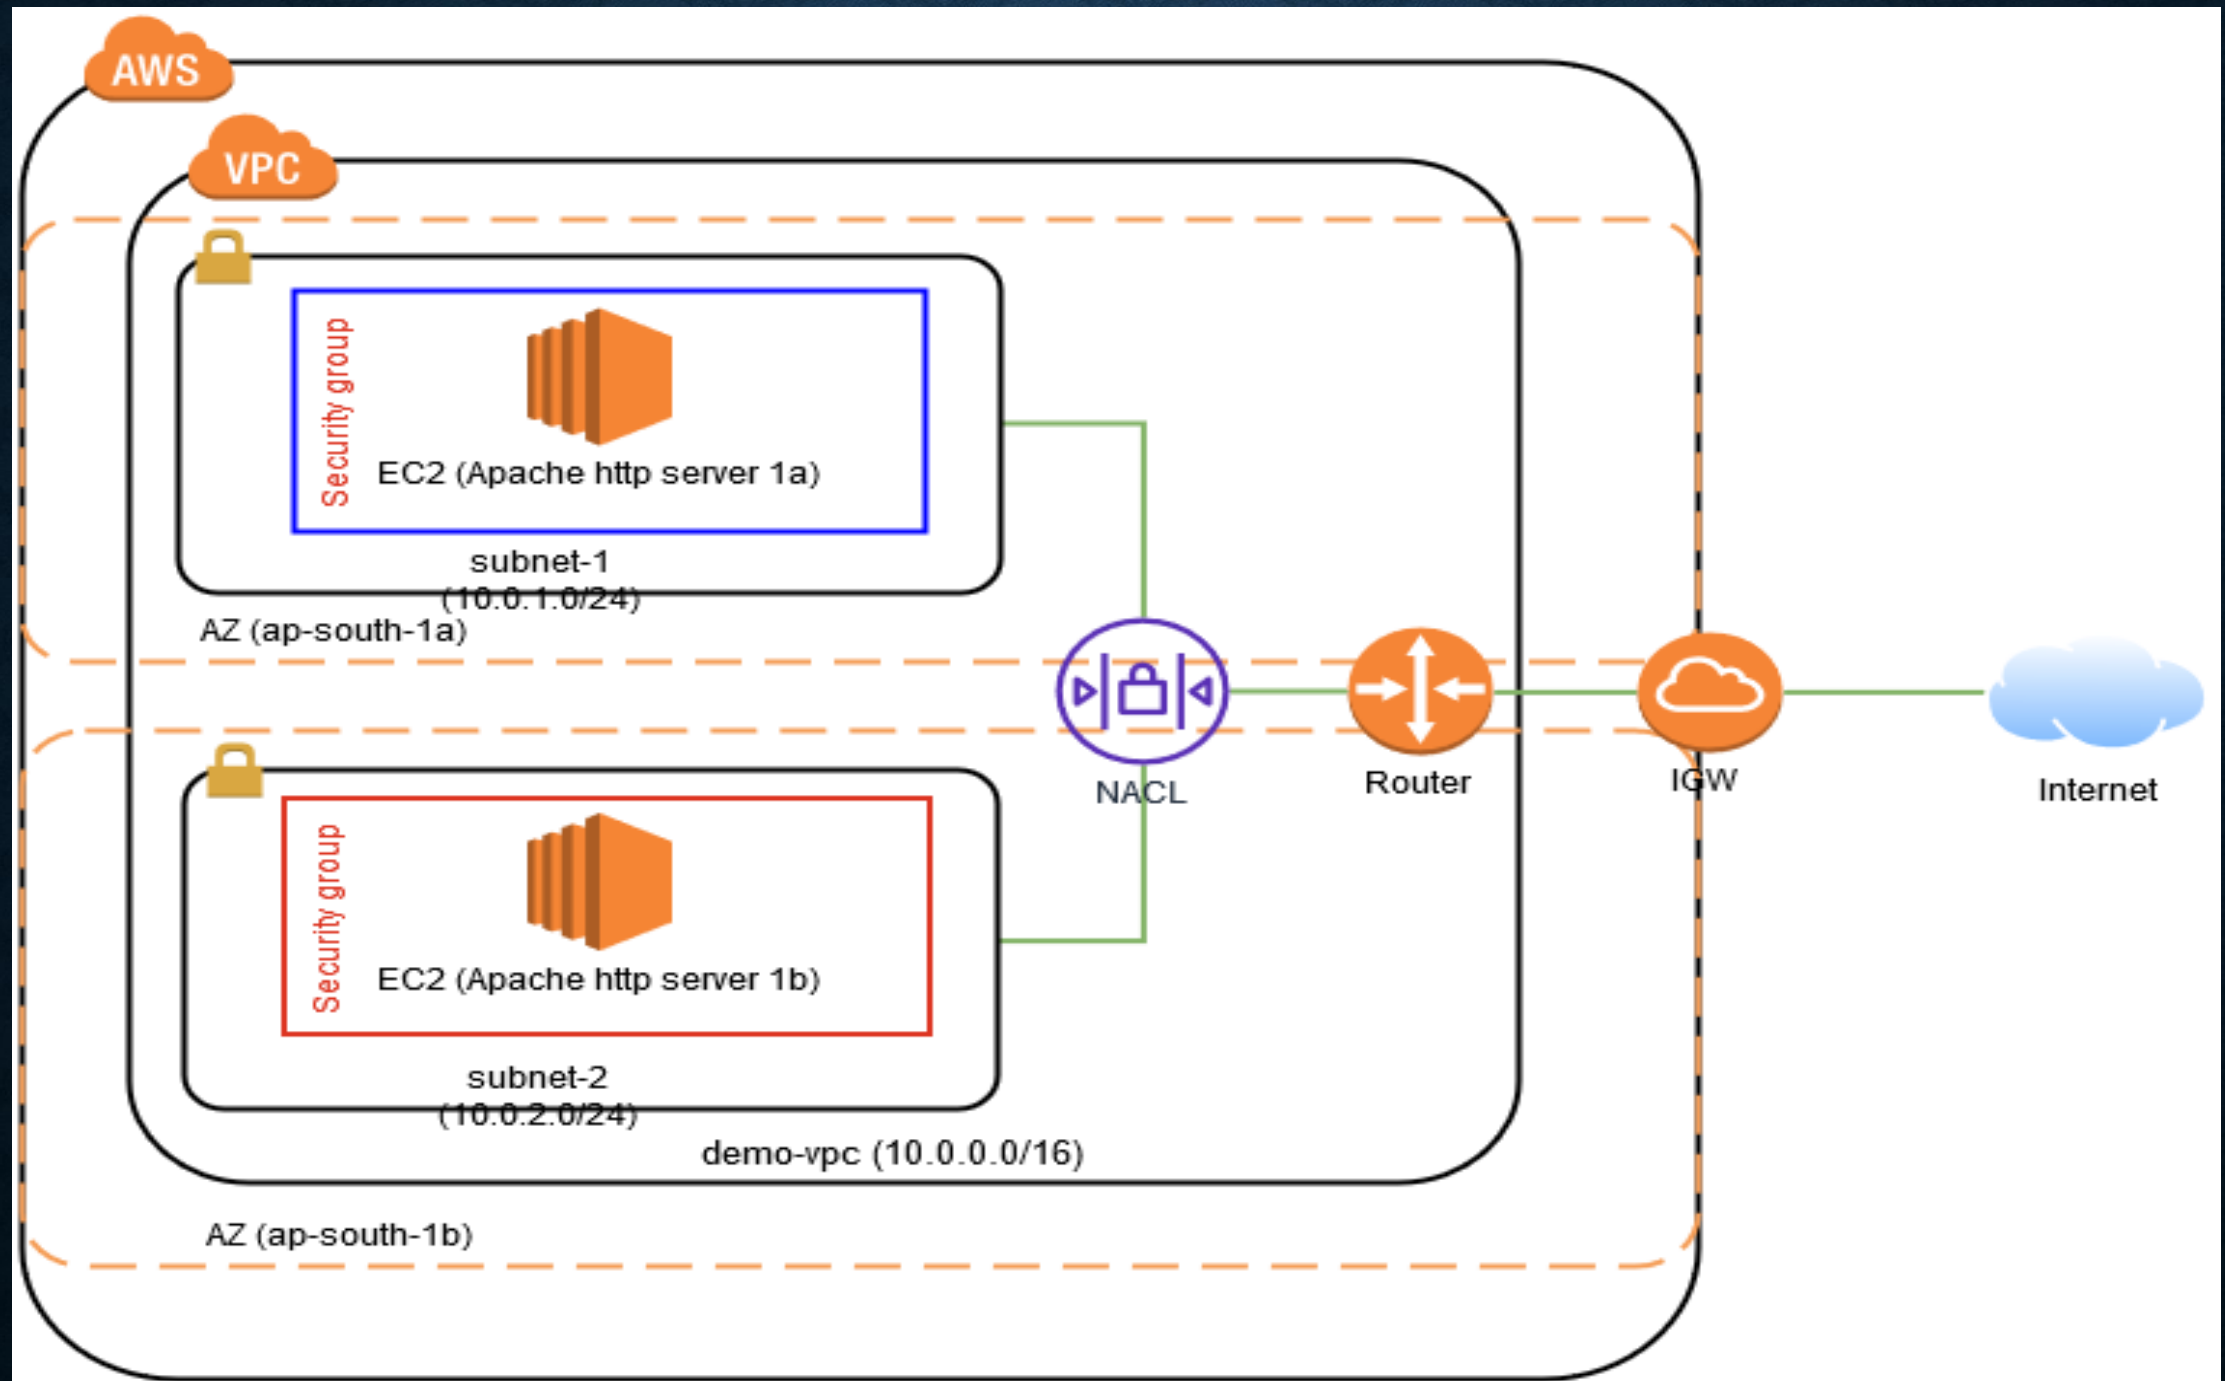 AWS
VPC
Security group
EC2 (Apache http server 1a)
subnet-1
(10.0.1.0/24)
AZ (ap-south-1a)
NACL
Router
IGW
Internet
Security group
EC2 (Apache http server 1b)
subnet-2
(10.0.2.0/24)
demo-vpc (10.0.0.0/16)
AZ (ap-south-1b)